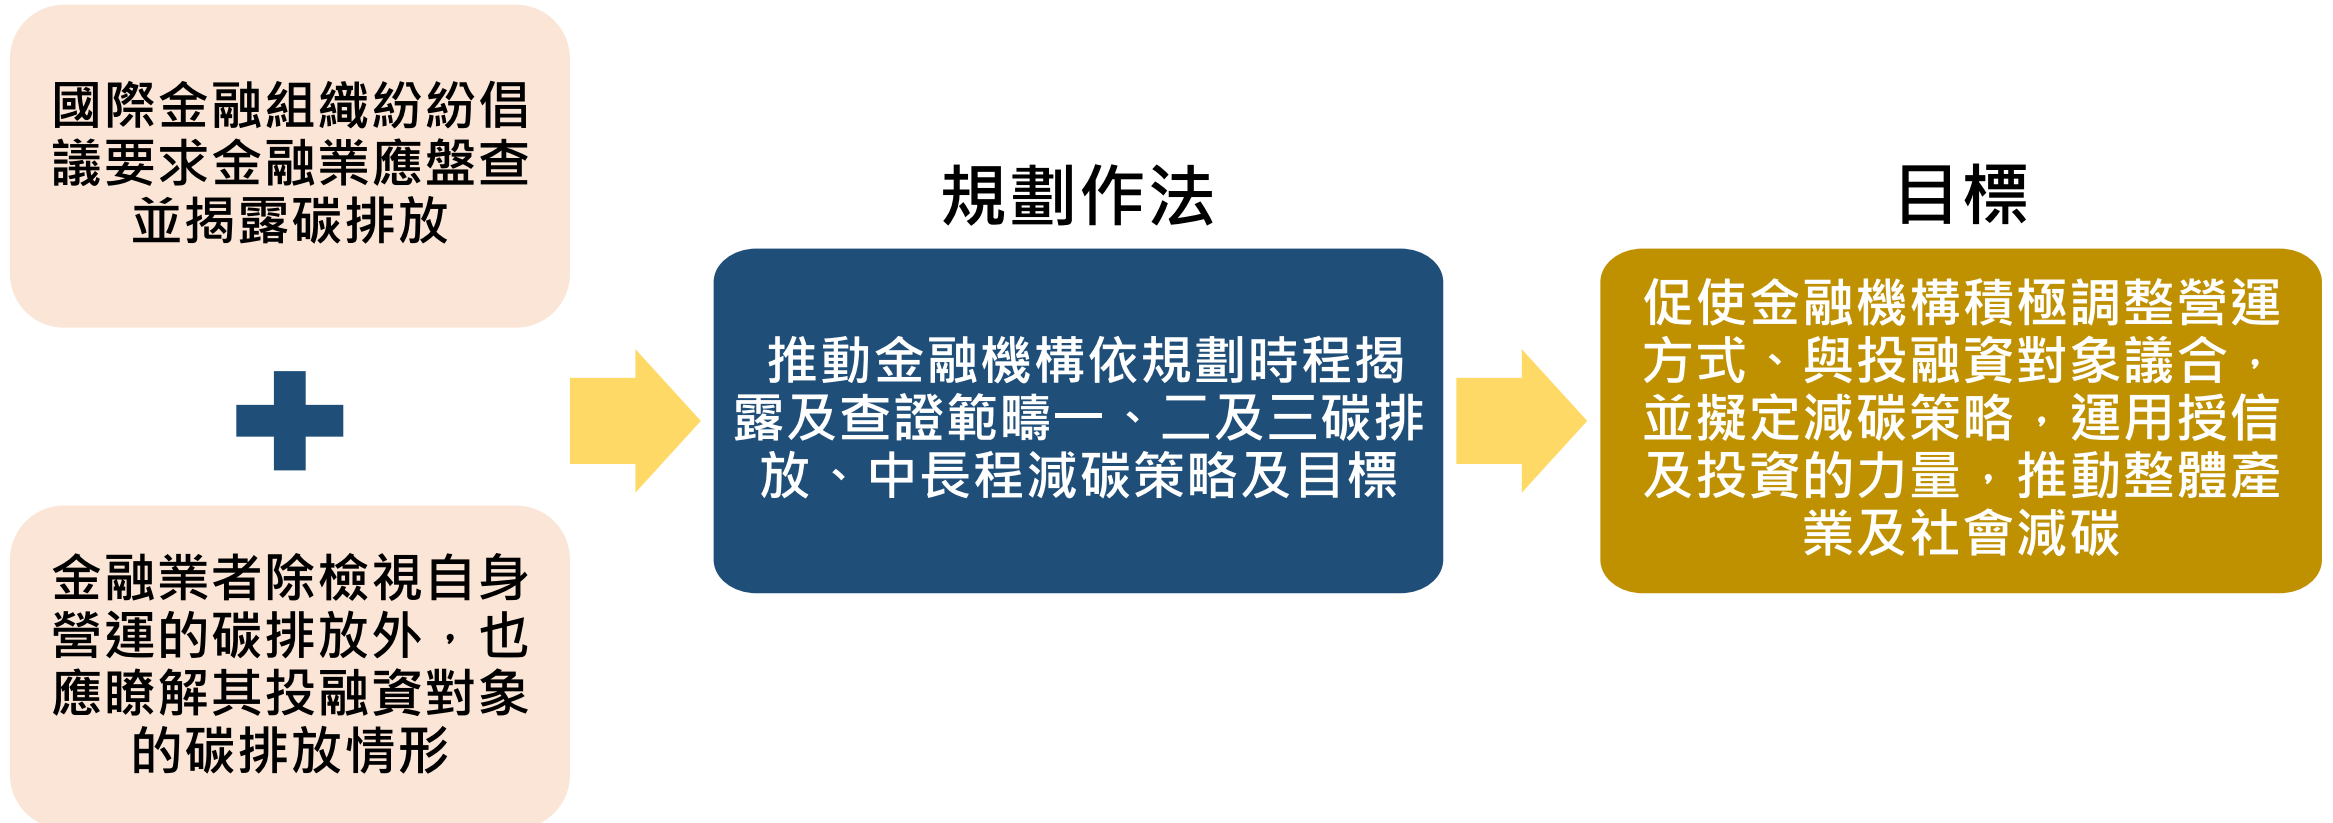 國際金融組織紛紛倡
議要求金融業應盤查
並揭露碳排放
金融業者除檢視自身
營運的碳排放外，也
應瞭解其投融資對象
的碳排放情形
規劃作法
推動金融機構依規劃時程揭
露及查證範疇一、二及三碳排
放、中長程減碳策略及目標
目標
促使金融機構積極調整營運
方式、與投融資對象議合，
並擬定減碳策略，運用授信
及投資的力量，推動整體產
業及社會減碳